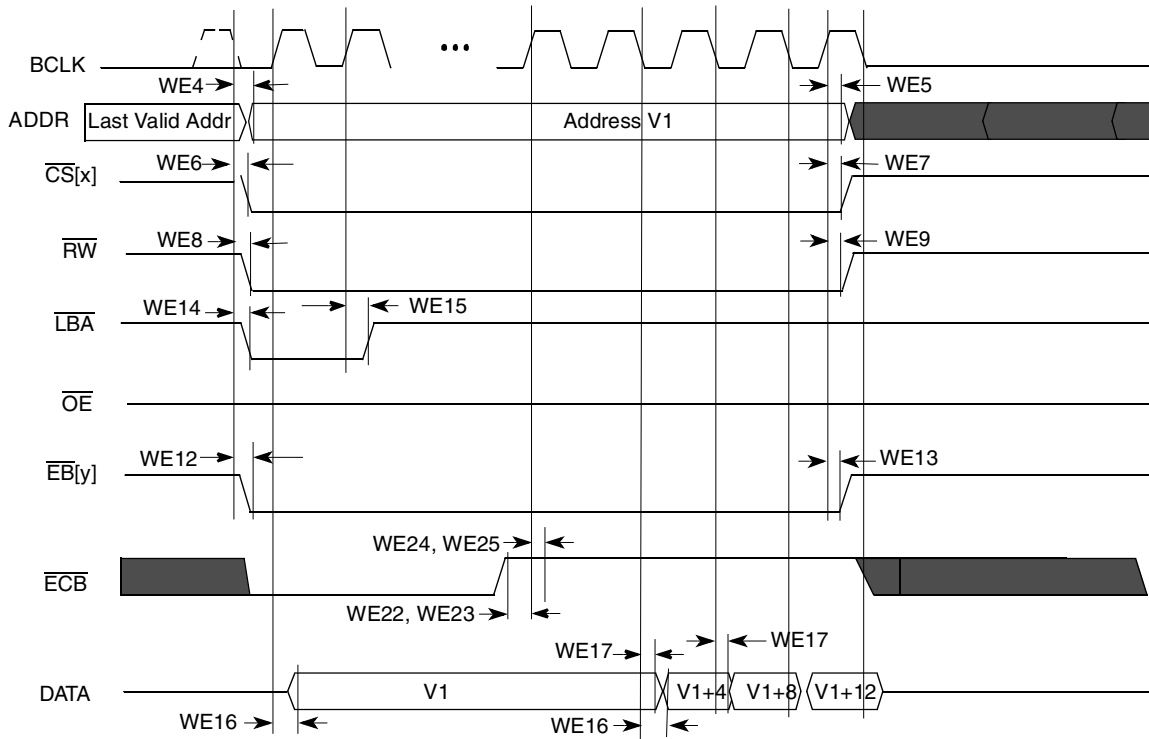 BCLK
•••
WE4
WE5
ADDR
Last Valid Addr
Address V1
WE6
WE7
CS[x]
WE8
WE9
RW
WE14
WE15
LBA
OE
WE12
WE13
EB[y]
WE24, WE25
ECB
WE22, WE23
WE17
WE17
DATA
V1
V1+4
V1+8
V1+12
WE16
WE16